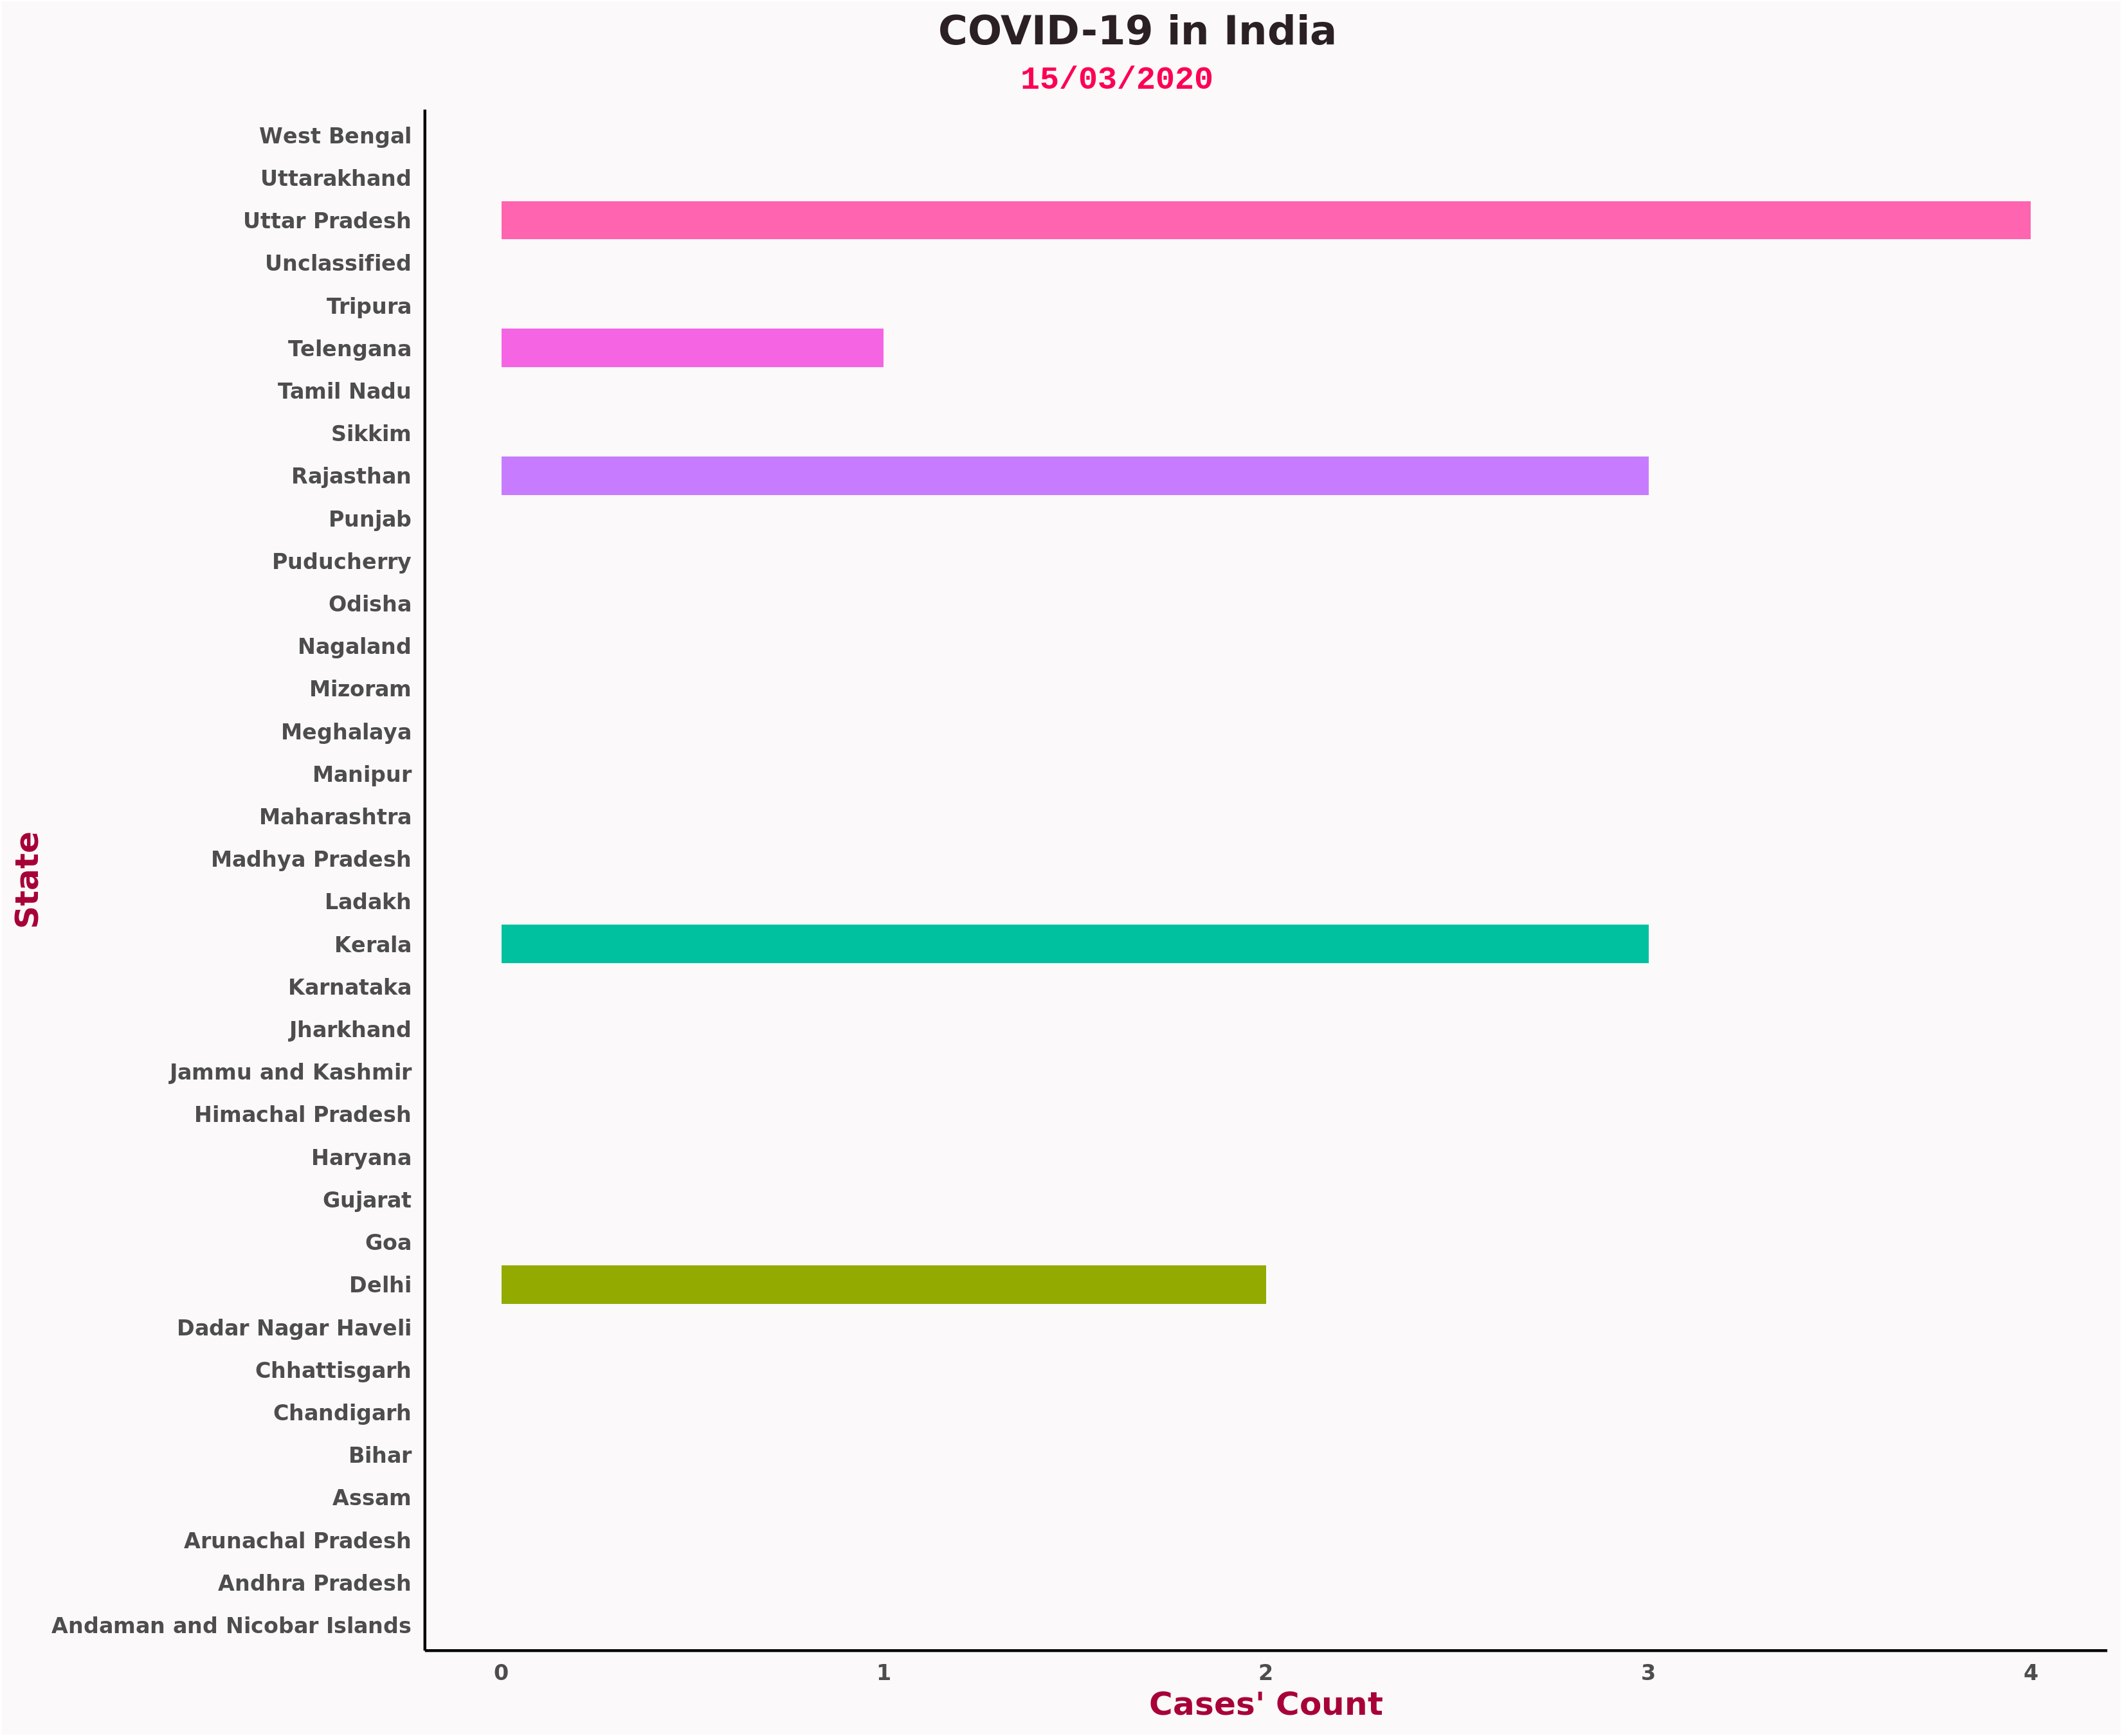 COVID-19 in India
15/03/2020
West Bengal
Uttarakhand
Uttar Pradesh
Unclassified
Tripura
Telengana
Tamil Nadu
Sikkim
Rajasthan
Punjab
Puducherry
Odisha
Nagaland
Mizoram
Meghalaya
Manipur
Maharashtra
Madhya Pradesh
Ladakh
Kerala
Karnataka
Jharkhand
Jammu and Kashmir
Himachal Pradesh
Haryana
Gujarat
Goa
Delhi
Dadar Nagar Haveli
Chhattisgarh
Chandigarh
Bihar
Assam
Arunachal Pradesh
Andhra Pradesh
Andaman and Nicobar Islands
State
0 1 2 3 4
Cases' Count